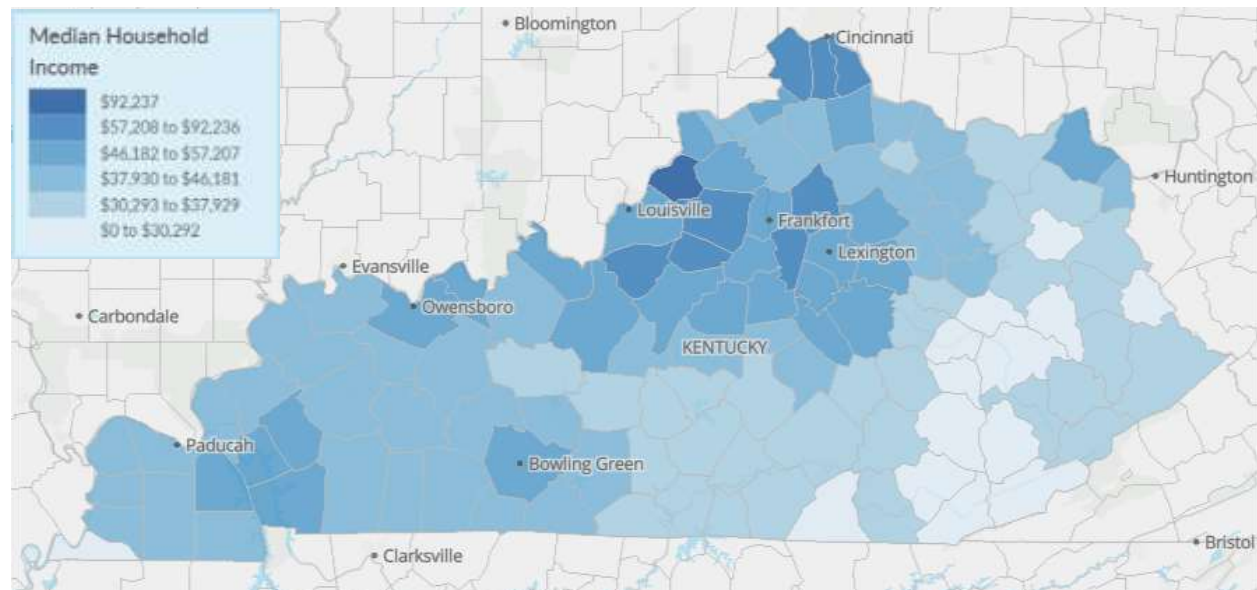 Median Household
Income
$92,237
$57,208 to $92,236
$46,182 to $57,207
$37,930 to $46,181
$30,293 to $37,929
$0 to $30,292
Bloomington
Cincinnati
Huntington
Louisville
Frankfort
Lexington
Evansville
Owensboro
Carbondale
KENTUCKY
Paducah
Bowling Green
Clarksville
Bristol